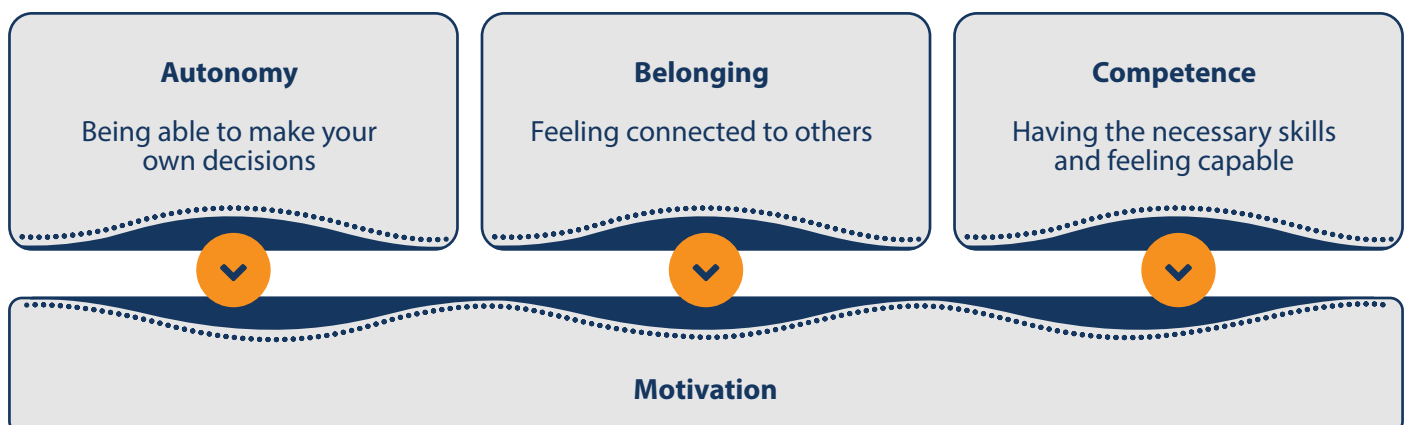 Autonomy
Being able to make your
own decisions
Belonging
Feeling connected to others
Competence
Having the necessary skills
and feeling capable
Motivation